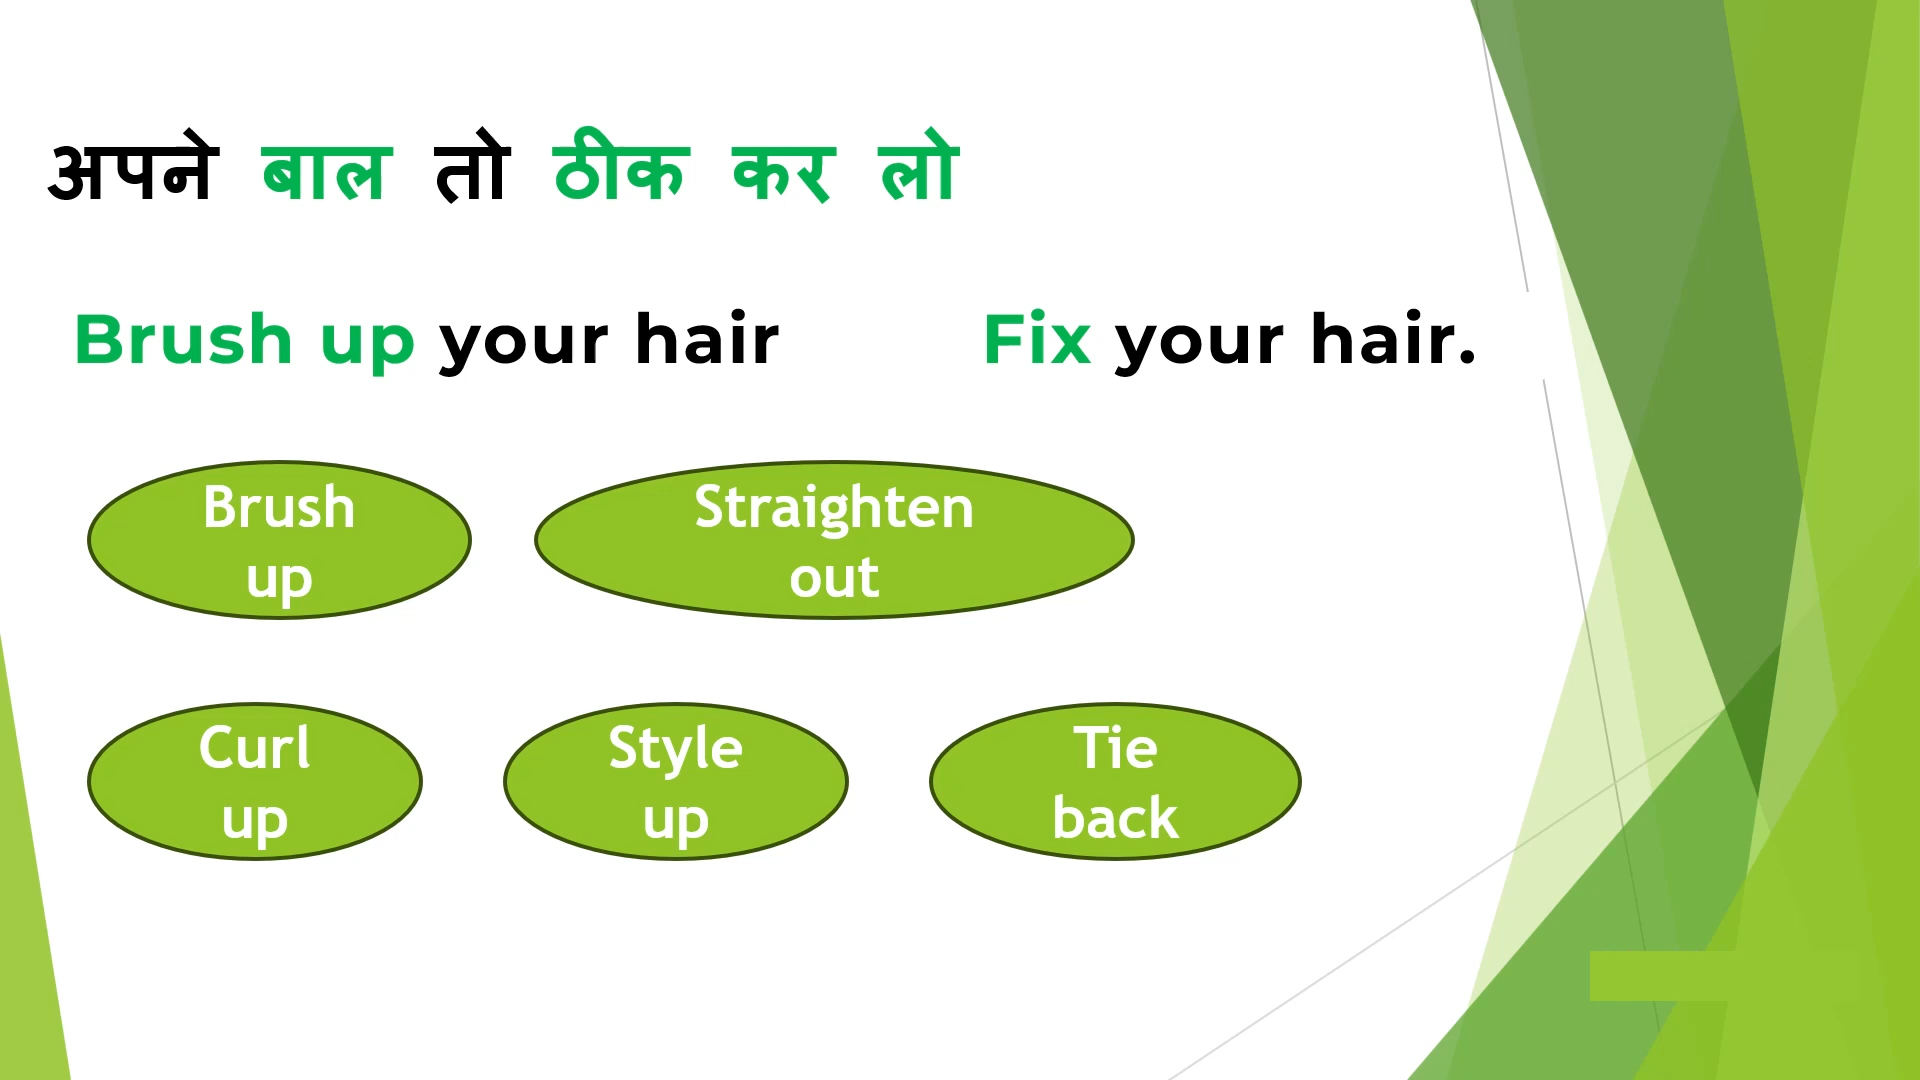 अपने बाल तो ठीक कर लो
Brush up your hair
Fix your hair.
Brush
up
Straighten
out
Curl
up
Style
up
Tie
back